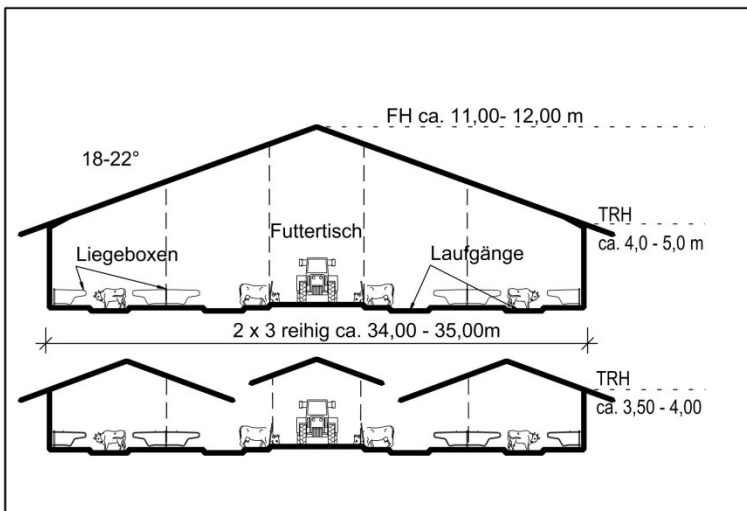 FH ca. 11,00- 12,00 m
18-22°
TRH
Futtertisch
ca. 4,0 - 5,0 m
Liegeboxen
Laufgänge
2 x 3 reihig ca. 34,00 - 35,00m
TRH
ca. 3,50 - 4,00
Futtertisch